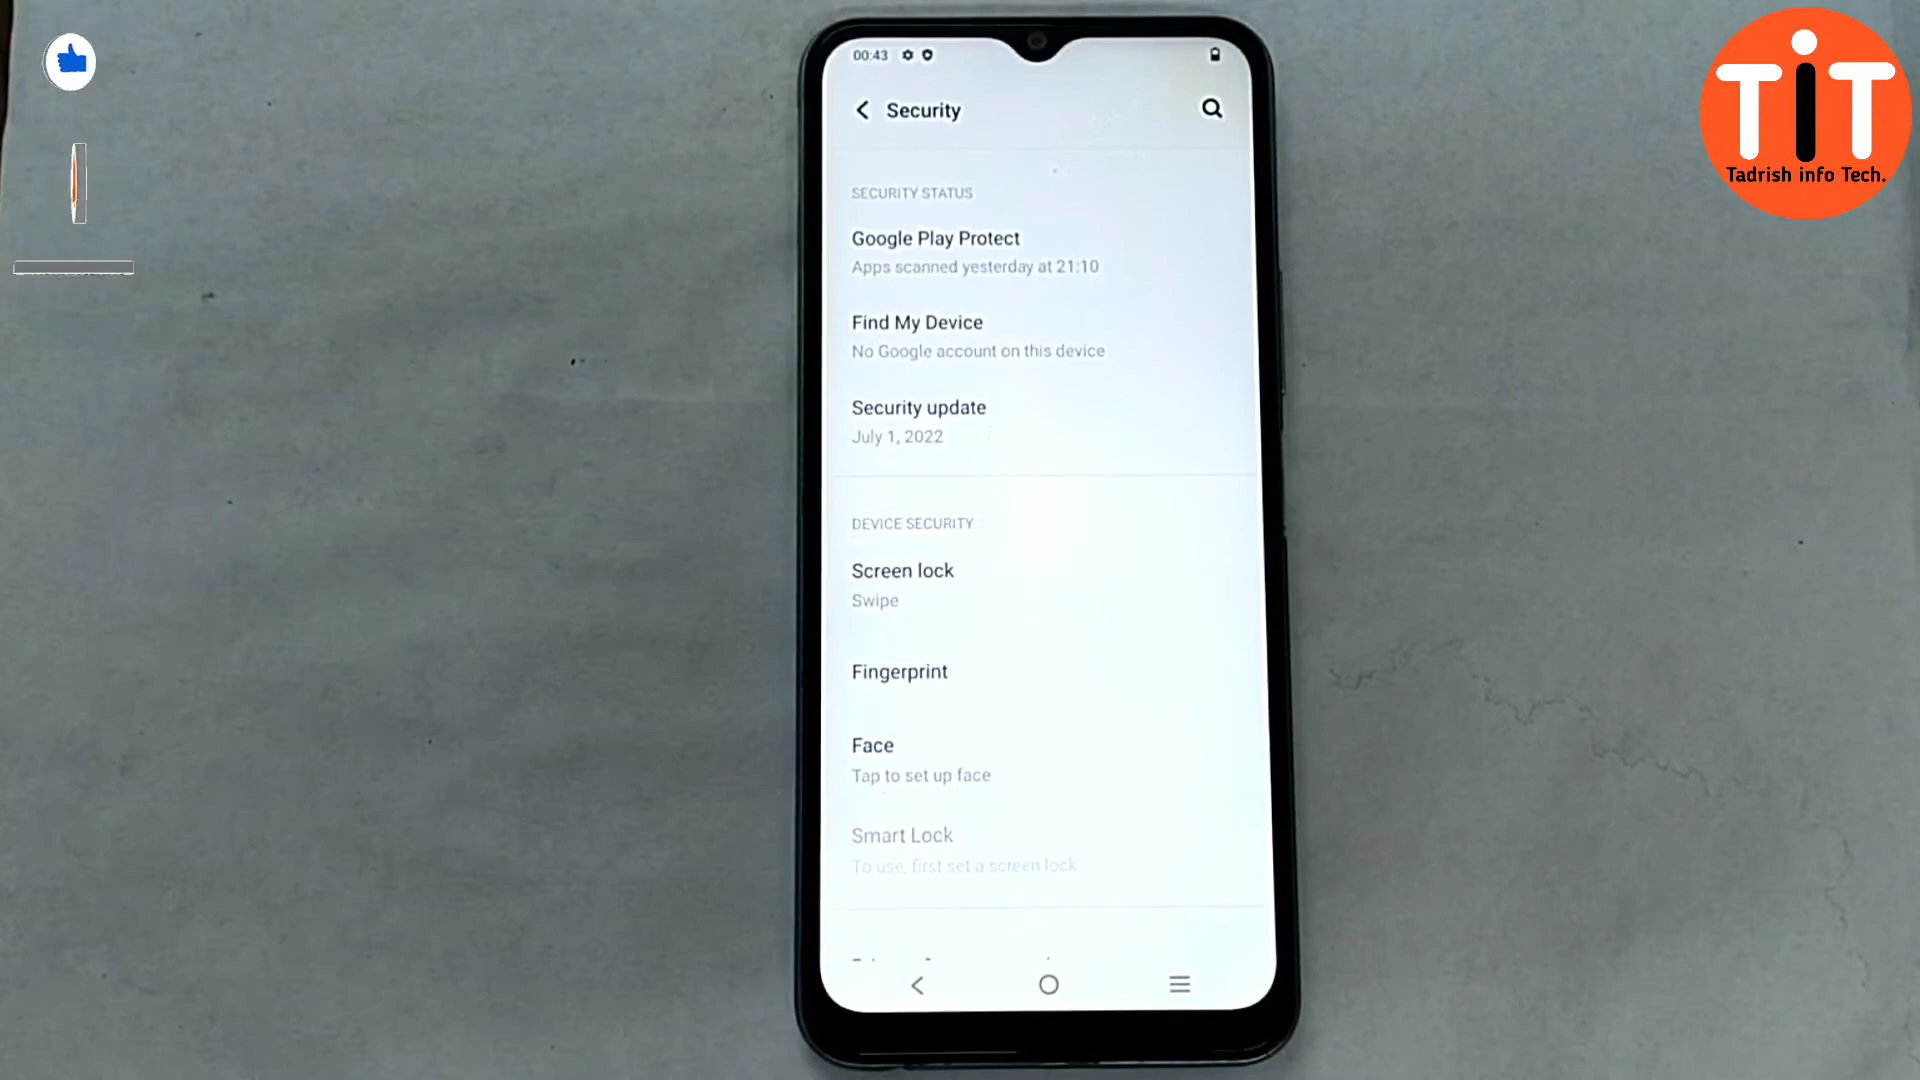 00:43
Security
SECURITY STATUS
Google Play Protect
Apps scanned yesterday at 21:10
Find My Device
No Google account on this device
Security update
July 1, 2022
DEVICE SECURITY
Screen lock
Swipe
Fingerprint
Face
Tap to set up face
Smart Lock
To use, first set a screen lock
TiT
Tadrish info Tech.